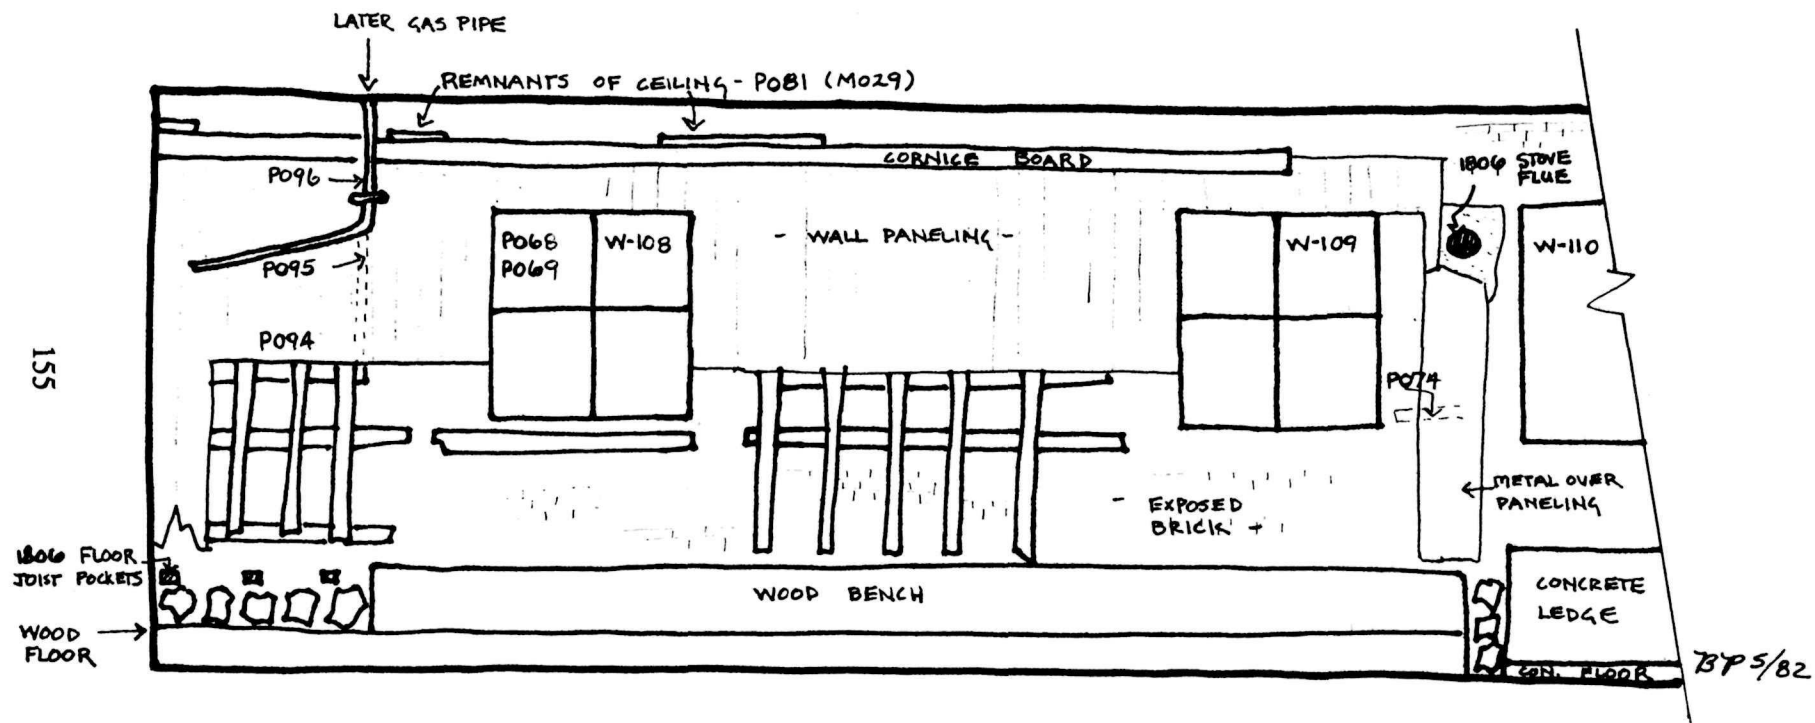 LATER GAS PIPE
REMNANTS OF CEILING - P081 (M029)
CORNICE BOARD
1806 STOVE
FLUE
P096
P068
P069
W-108
- WALL PANELING -
W-109
W-110
P095
P094
155
P074
METAL OVER
PANELING
- EXPOSED
BRICK -
1806 FLOOR
JOIST POCKETS
WOOD BENCH
CONCRETE
LEDGE
WOOD
FLOOR
CON. FLOOR
BP 5/82